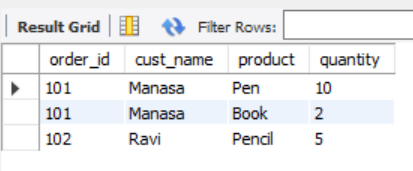 Result Grid Filter Rows:
order_id cust_name product quantity
101 Manasa Pen 10
101 Manasa Book 2
102 Ravi Pencil 5